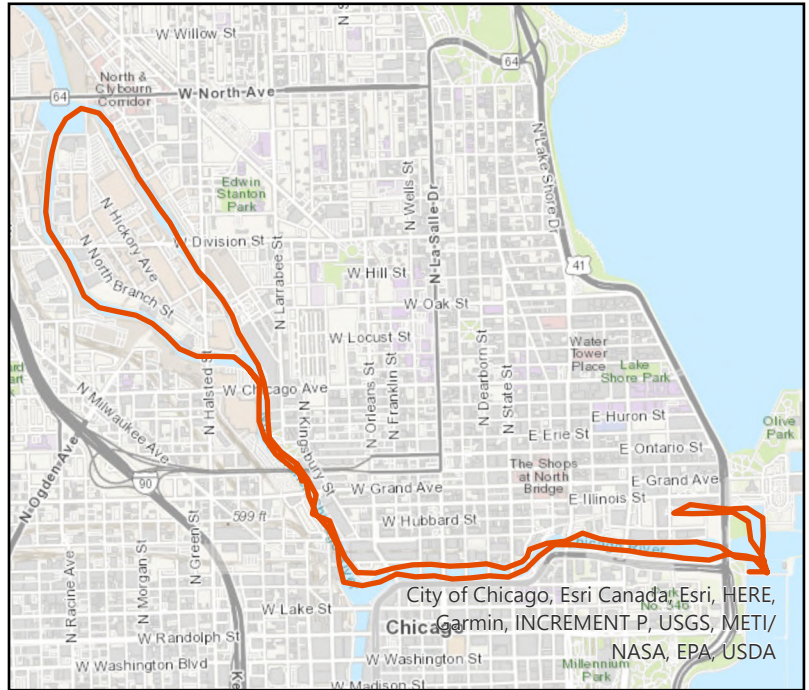 W Willow St
N S
64
North &
Clybourn
Corridor
W-North-Ave
64
N Lake Shore Dr
Edwin
Stanton
Park
N Wells St
N-La-Salle-Dr
N Hickory Ave
W Division St
N North Branch St
N Larrabee St
W Hill St
41
W Oak St
W Locust St
Water
Tower
Place
Lake
Shore Park
N Halsted St
W Chicago Ave
N Orleans St
N Franklin St
N Dearborn St
N State St
N Milwaukee Ave
N Kingsbury St
E Huron St
E Erie St
E Ontario St
Olive
Park
N-Ogden-Ave
90
W Grand Ave
The Shops
at North
Bridge
E Grand Ave
E Illinois St
599 ft
W Hubbard St
River
N Racine Ave
N Morgan St
N Green St
W Lake St
City of Chicago, Esri Canada, Esri, HERE,
Garmin, INCREMENT P, USGS, METI/
NASA, EPA, USDA
No. 546
Chicago
W Randolph St
W Washington Blvd
W Washington St
Millennium
Park
W Madison St
Ke